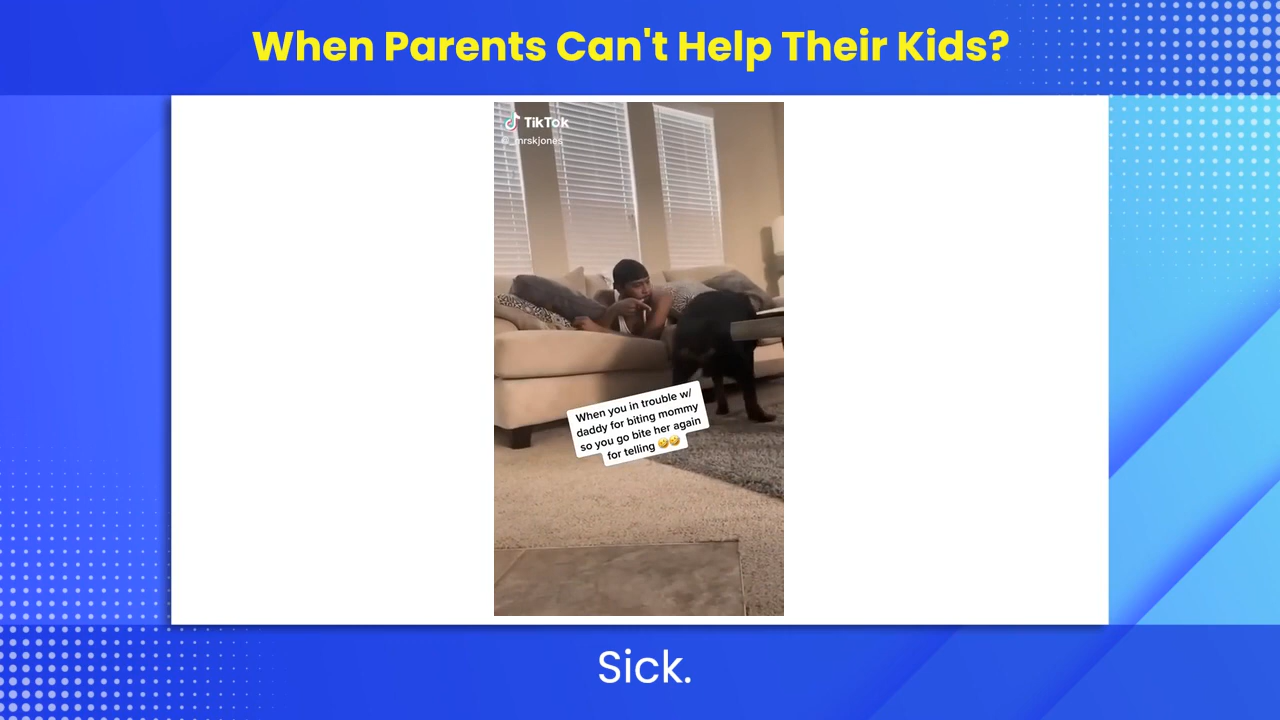 When Parents Can't Help Their Kids?
TikTok
@_mrskjones
When you in trouble w/
daddy for biting mommy
so you go bite her again
for telling 🤣🤣
Sick.